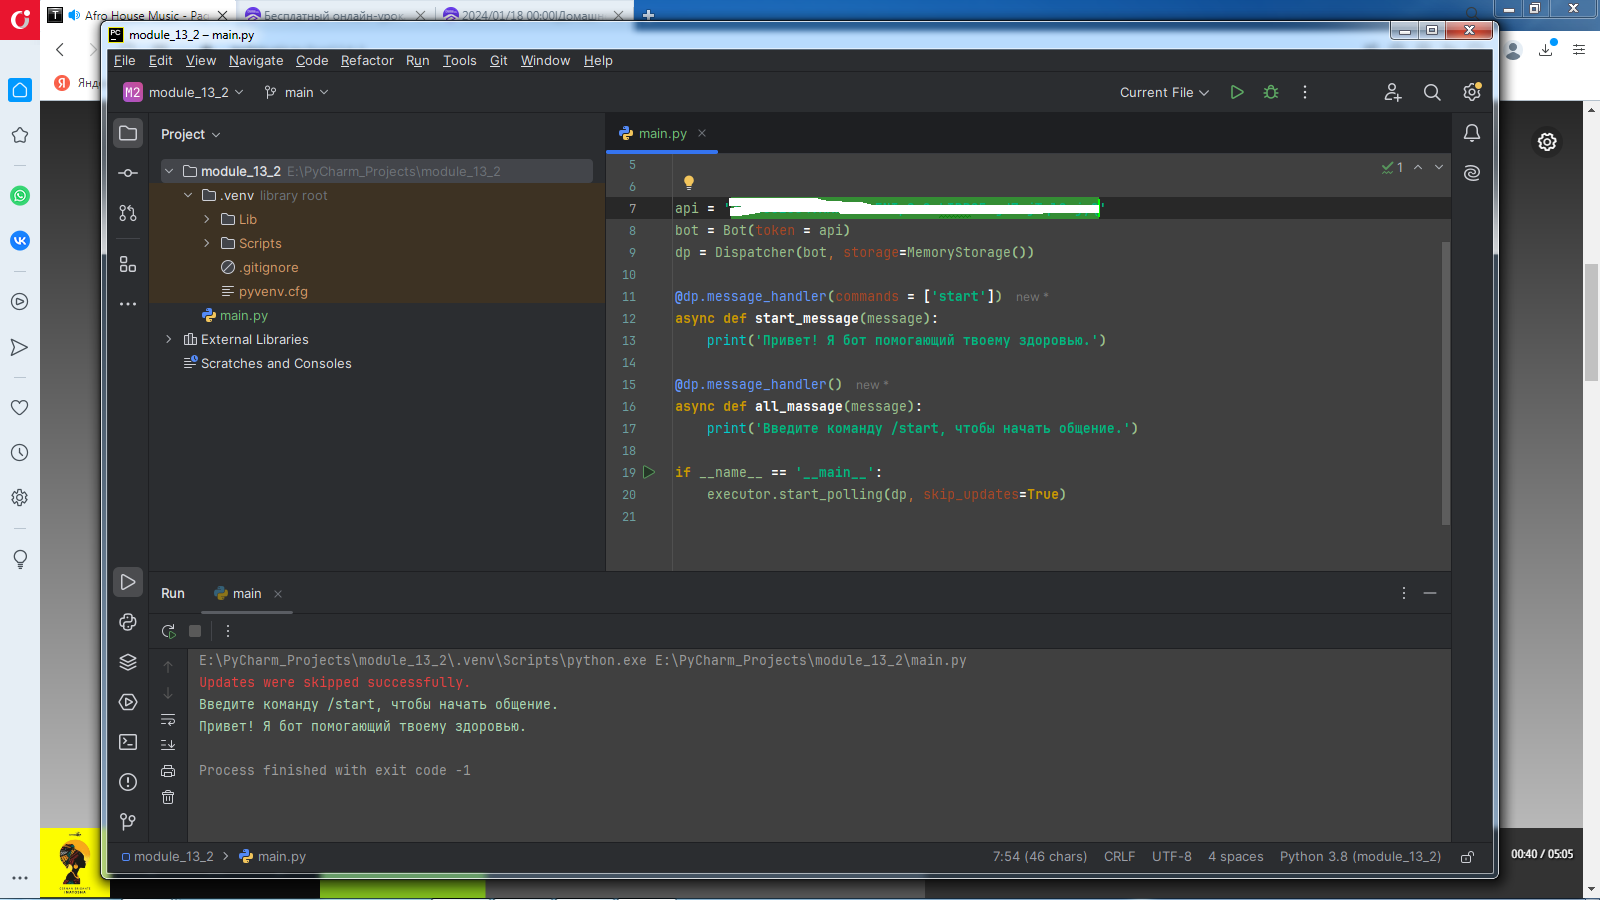 Afro House Music - Рас
Бесплатный онлайн-урок
2024/01/18 00:00|Домашн
module_13_2 – main.py
File Edit View Navigate Code Refactor Run Tools Git Window Help
Янд
M2 module_13_2 main Current File
Project
main.py
module_13_2 E:\PyCharm_Projects\module_13_2
.venv library root
Lib
Scripts
.gitignore
pyvenv.cfg
main.py
External Libraries
Scratches and Consoles
1
5
6
7 api = '
8 bot = Bot(token = api)
9 dp = Dispatcher(bot, storage=MemoryStorage())
10
11 @dp.message_handler(commands = ['start']) new *
12 async def start_message(message):
13 print('Привет! Я бот помогающий твоему здоровью.')
14
15 @dp.message_handler() new *
16 async def all_massage(message):
17 print('Введите команду /start, чтобы начать общение.')
18
19 if __name__ == '__main__':
20 executor.start_polling(dp, skip_updates=True)
21
Run main
E:\PyCharm_Projects\module_13_2\.venv\Scripts\python.exe E:\PyCharm_Projects\module_13_2\main.py
Updates were skipped successfully.
Введите команду /start, чтобы начать общение.
Привет! Я бот помогающий твоему здоровью.
Process finished with exit code -1
module_13_2 > main.py
7:54 (46 chars) CRLF UTF-8 4 spaces Python 3.8 (module_13_2)
00:40 / 05:05